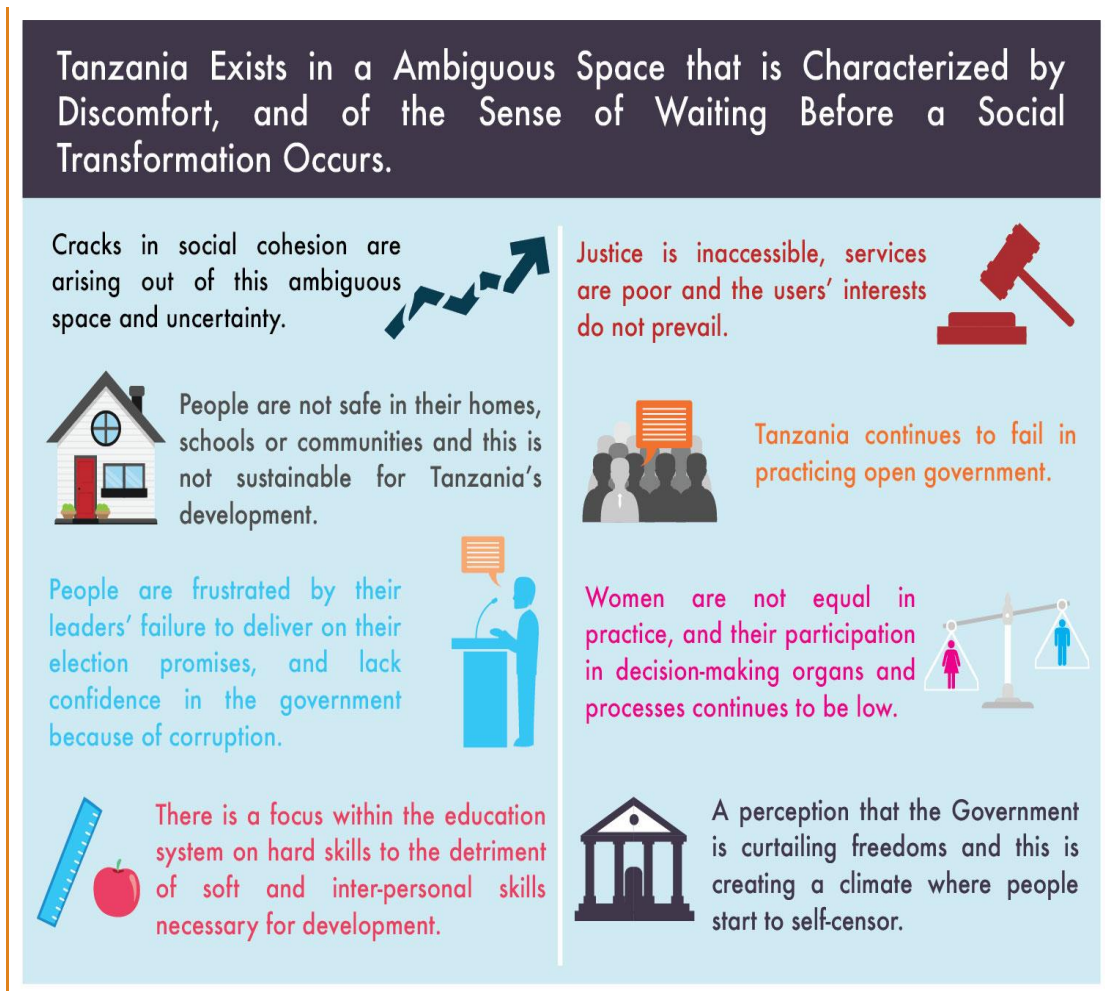 Tanzania Exists in a Ambiguous Space that is Characterized by
Discomfort, and of the Sense of Waiting Before a Social
Transformation Occurs.
Cracks in social cohesion are
arising out of this ambiguous
space and uncertainty.
People are not safe in their homes,
schools or communities and this is
not sustainable for Tanzania's
development.
People are frustrated by their
leaders' failure to deliver on their
election promises, and lack
confidence in the government
because of corruption.
There is a focus within the education
system on hard skills to the detriment
of soft and inter-personal skills
necessary for development.
Justice is inaccessible, services
are poor and the users' interests
do not prevail.
Tanzania continues to fail in
practicing open government.
Women are not equal in
practice, and their participation
in decision-making organs and
processes continues to be low.
A perception that the Government
is curtailing freedoms and this is
creating a climate where people
start to self-censor.